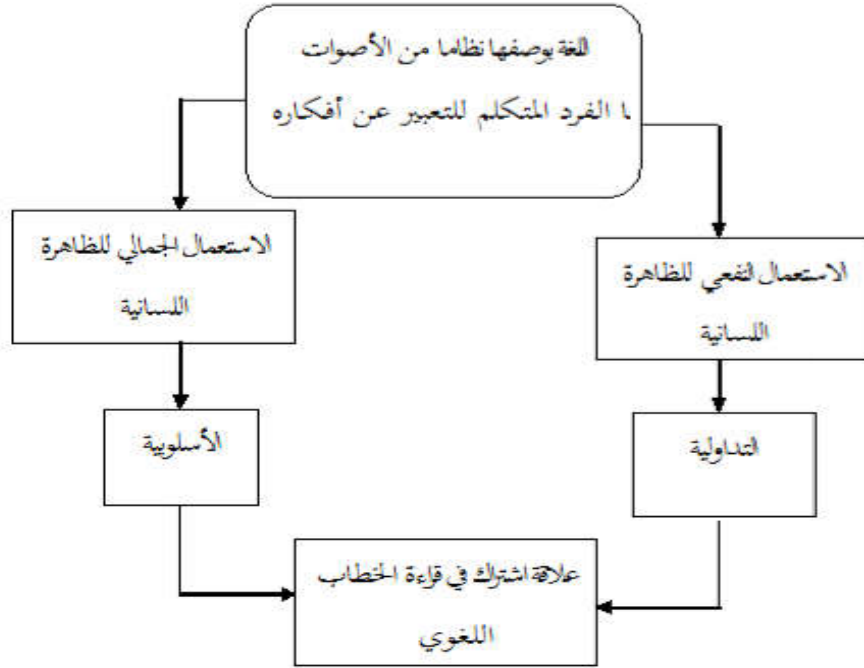 اللغة بوصفها نظاما من الأصوات
الفرد المتكلم للتعبير عن أفكاره
الاستعمال النفعي للظاهرة
اللسانية
الاستعمال الجمالي للظاهرة
اللسانية
التداولية
الأسلوبية
علاقة اشتراك في قراءة الخطاب
اللغوي